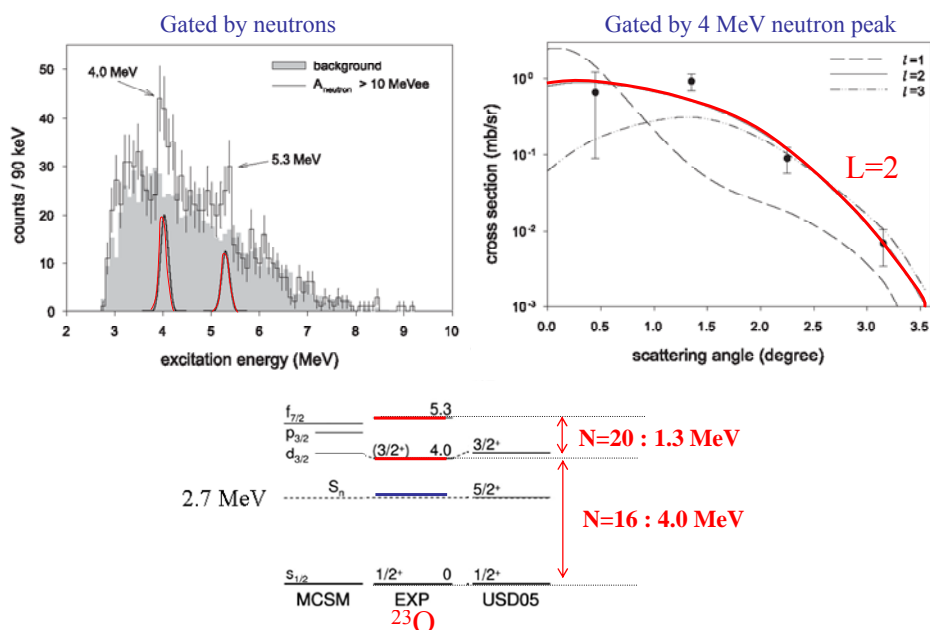 Gated by neutrons
4.0 MeV
background
A_neutron > 10 MeVee
5.3 MeV
counts / 90 keV
50
40
30
20
10
0
2 3 4 5 6 7 8 9 10
excitation energy (MeV)
Gated by 4 MeV neutron peak
l=1
l=2
l=3
L=2
cross section (mb/sr)
10⁰
10⁻¹
10⁻²
10⁻³
0.0 0.5 1.0 1.5 2.0 2.5 3.0 3.5
scattering angle (degree)
f7/2 5.3
p3/2
d3/2 (3/2⁺) 4.0 3/2⁺
N=20 : 1.3 MeV
2.7 MeV Sn 5/2⁺
N=16 : 4.0 MeV
s1/2 1/2⁺ 0 1/2⁺
MCSM EXP USD05
²³O